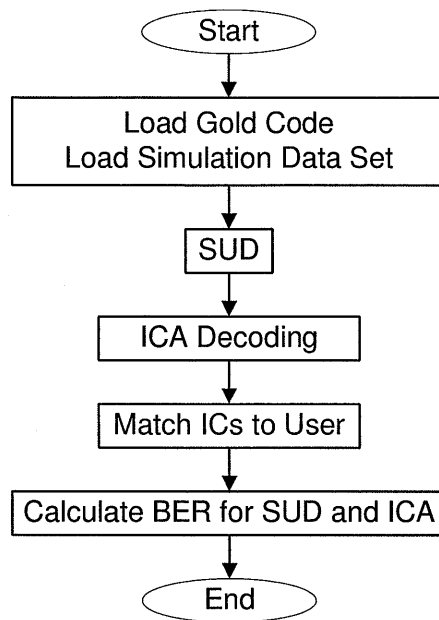 Start
Load Gold Code
Load Simulation Data Set
SUD
ICA Decoding
Match ICs to User
Calculate BER for SUD and ICA
End